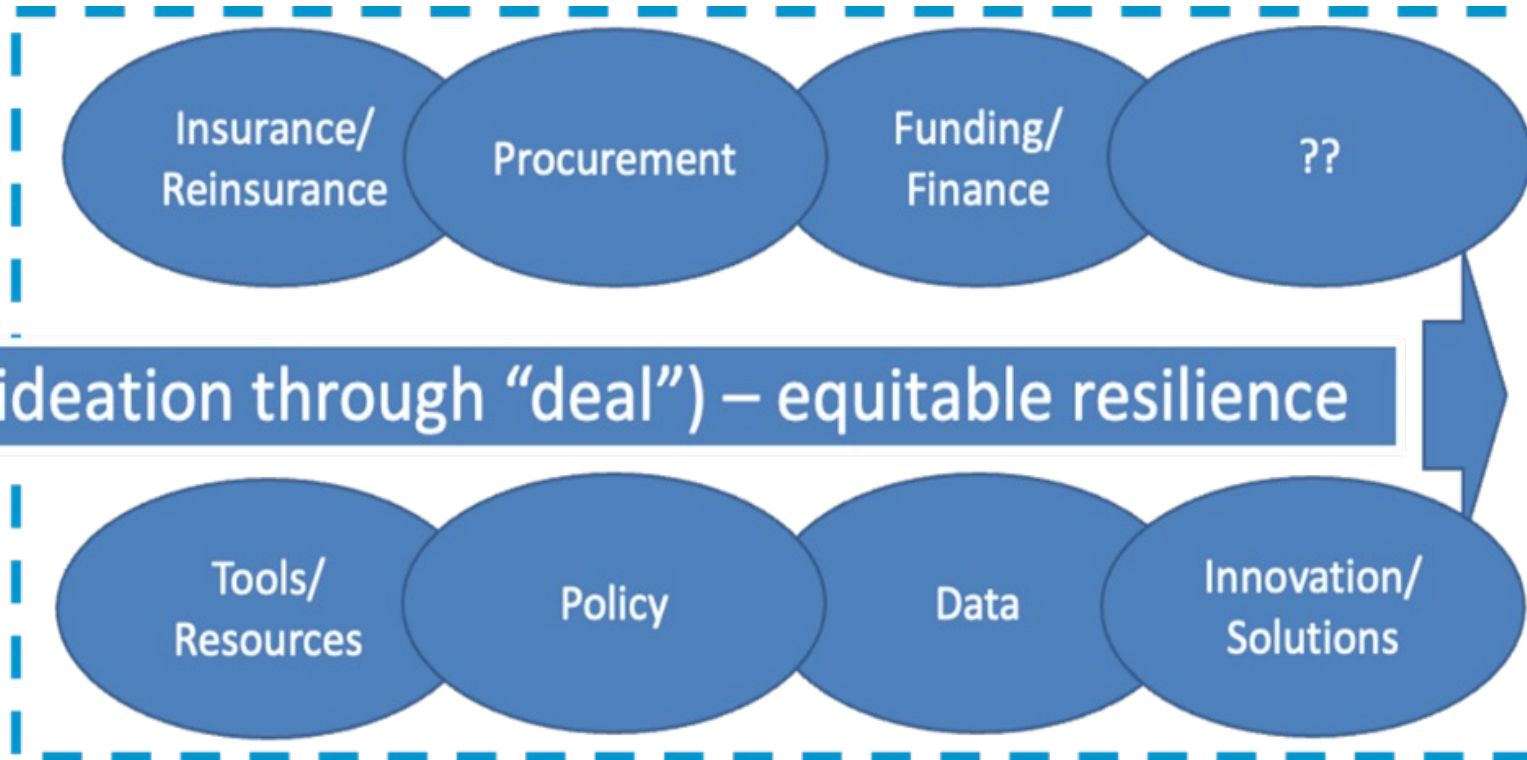 Insurance/
Reinsurance
Procurement
Funding/
Finance
??
ideation through “deal”) – equitable resilience
Tools/
Resources
Policy
Data
Innovation/
Solutions